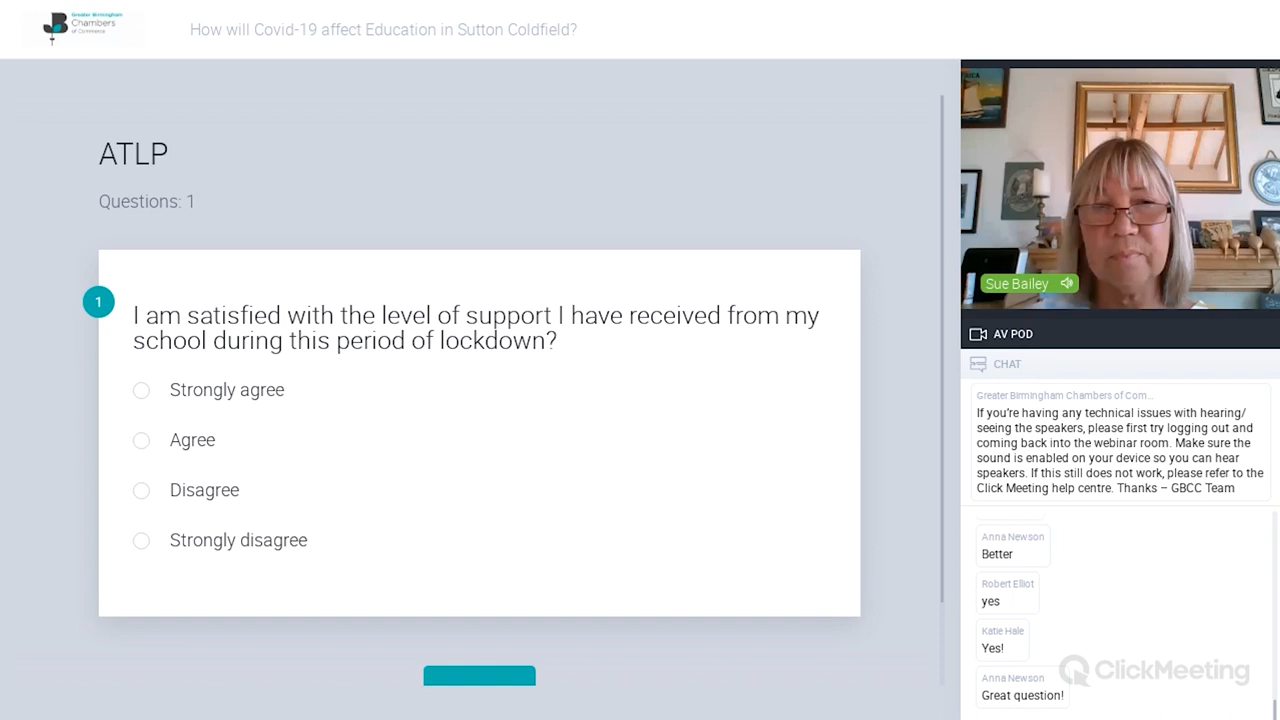 Greater Birmingham
Chambers
of Commerce
How will Covid-19 affect Education in Sutton Coldfield?
ATLP
Questions: 1
1
I am satisfied with the level of support I have received from my
school during this period of lockdown?
Strongly agree
Agree
Disagree
Strongly disagree
Sue Bailey
AV POD
CHAT
Greater Birmingham Chambers of Com...
If you’re having any technical issues with hearing/
seeing the speakers, please first try logging out and
coming back into the webinar room. Make sure the
sound is enabled on your device so you can hear
speakers. If this still does not work, please refer to the
Click Meeting help centre. Thanks – GBCC Team
Anna Newson
Better
Robert Elliot
yes
Katie Hale
Yes!
Anna Newson
Great question!
ClickMeeting